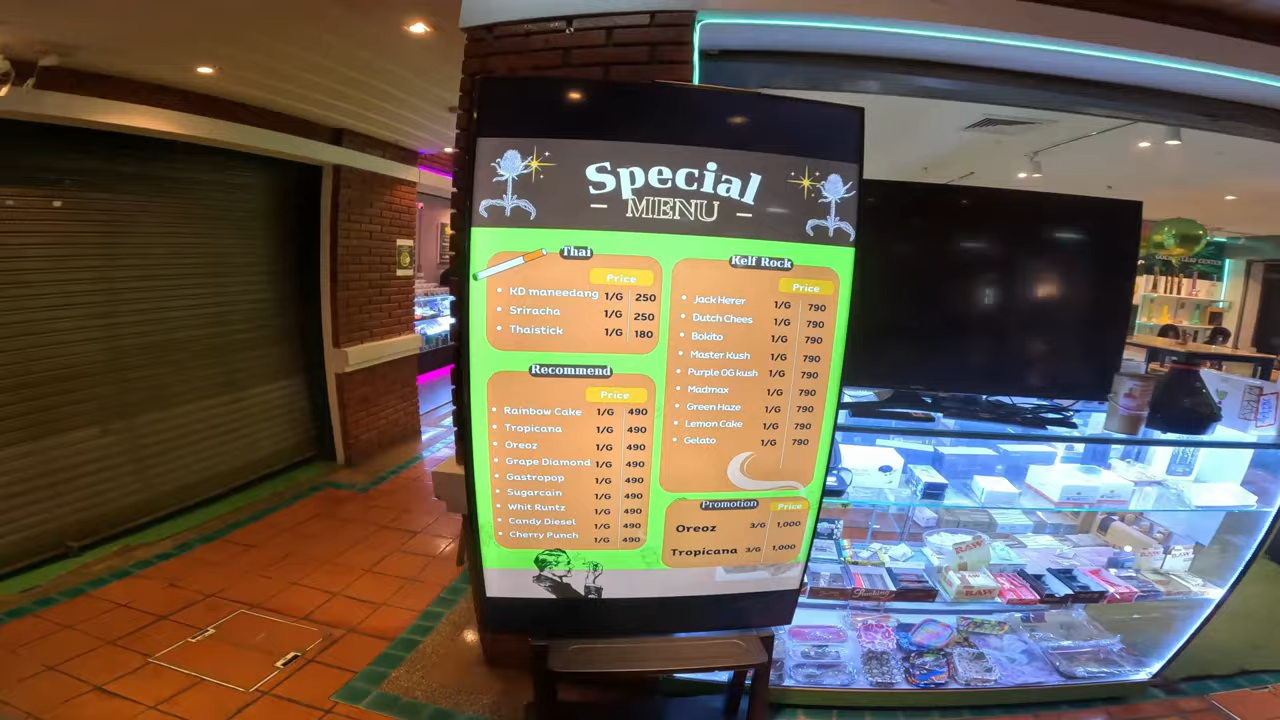 Special
MENU
Thai
Price
KD maneedang 1/G 250
Sriracha 1/G 250
Thaistick 1/G 180
Recommend
Price
Rainbow Cake 1/G 490
Tropicana 1/G 490
Oreoz 1/G 490
Grape Diamond 1/G 490
Gastropop 1/G 490
Sugarcain 1/G 490
Whit Runtz 1/G 490
Candy Diesel 1/G 490
Cherry Punch 1/G 490
Kelf Rock
Price
Jack Herer 1/G 790
Dutch Chees 1/G 790
Bokito 1/G 790
Master Kush 1/G 790
Purple OG kush 1/G 790
Madmax 1/G 790
Green Haze 1/G 790
Lemon Cake 1/G 790
Gelato 1/G 790
Promotion
Price
Oreoz 3/G 1,000
Tropicana 3/G 1,000
RAW
RAW
RAW
Smoking